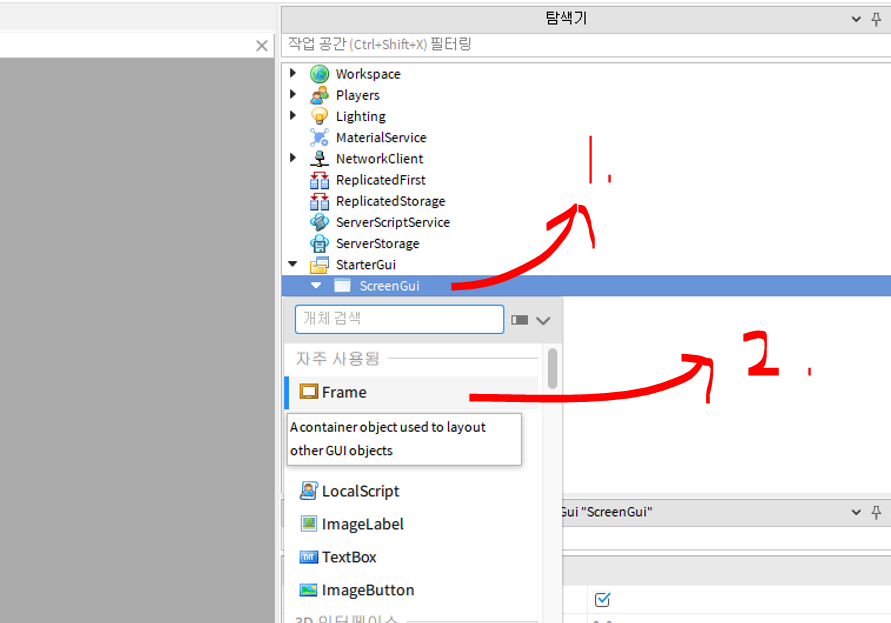 탐색기
작업 공간 (Ctrl+Shift+X) 필터링
Workspace
Players
Lighting
MaterialService
NetworkClient
ReplicatedFirst
ReplicatedStorage
ServerScriptService
ServerStorage
StarterGui
ScreenGui
1.
개체 검색
자주 사용됨
2.
Frame
A container object used to layout
other GUI objects
LocalScript
Gui "ScreenGui"
ImageLabel
TextBox
ImageButton
3D 인터페이스